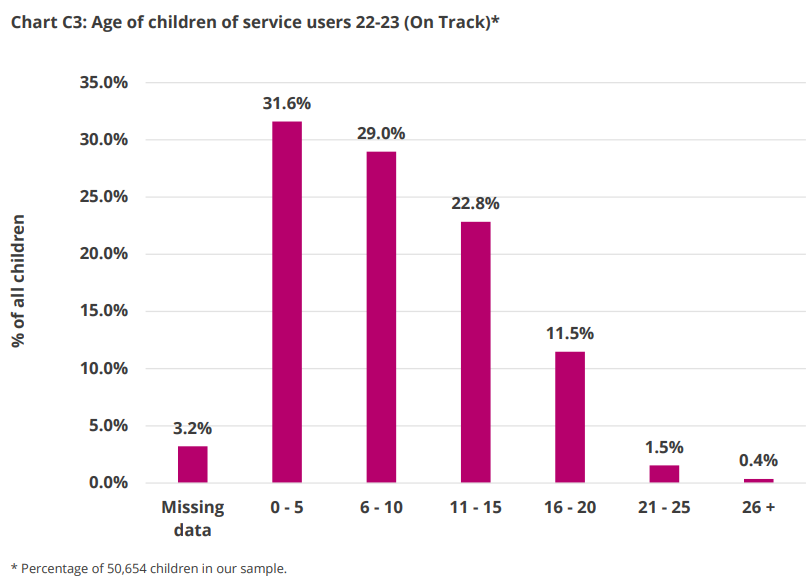 Chart C3: Age of children of service users 22-23 (On Track)*
35.0%
31.6%
30.0%
29.0%
25.0%
22.8%
20.0%
15.0%
11.5%
10.0%
5.0%
3.2%
1.5%
0.4%
0.0%
% of all children
Missing
data
0 - 5
6 - 10
11 - 15
16 - 20
21 - 25
26 +
* Percentage of 50,654 children in our sample.